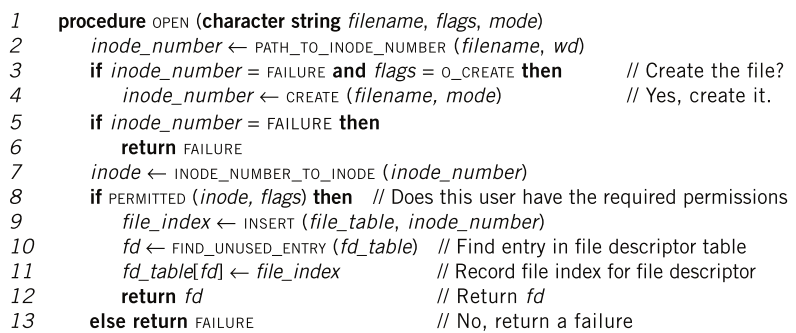 1 procedure OPEN (character string filename, flags, mode)
2 inode_number ← PATH_TO_INODE_NUMBER (filename, wd)
3 if inode_number = FAILURE and flags = O_CREATE then // Create the file?
4 inode_number ← CREATE (filename, mode) // Yes, create it.
5 if inode_number = FAILURE then
6 return FAILURE
7 inode ← INODE_NUMBER_TO_INODE (inode_number)
8 if PERMITTED (inode, flags) then // Does this user have the required permissions
9 file_index ← INSERT (file_table, inode_number)
10 fd ← FIND_UNUSED_ENTRY (fd_table) // Find entry in file descriptor table
11 fd_table[fd] ← file_index // Record file index for file descriptor
12 return fd // Return fd
13 else return FAILURE // No, return a failure